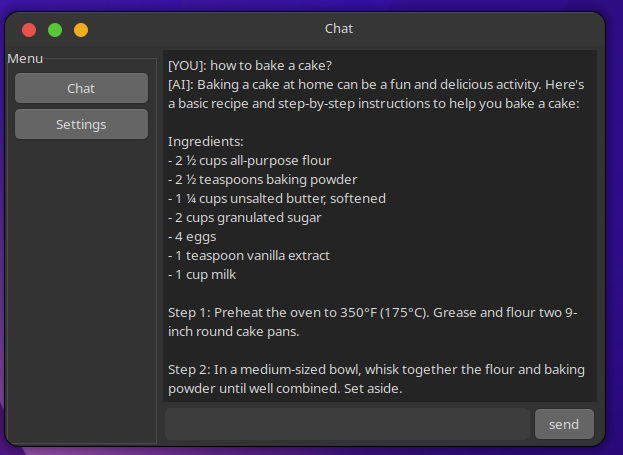 Chat
Menu
Chat
Settings
[YOU]: how to bake a cake?
[AI]: Baking a cake at home can be a fun and delicious activity. Here's
a basic recipe and step-by-step instructions to help you bake a cake:
Ingredients:
- 2 ½ cups all-purpose flour
- 2 ½ teaspoons baking powder
- 1 ¼ cups unsalted butter, softened
- 2 cups granulated sugar
- 4 eggs
- 1 teaspoon vanilla extract
- 1 cup milk
Step 1: Preheat the oven to 350°F (175°C). Grease and flour two 9-
inch round cake pans.
Step 2: In a medium-sized bowl, whisk together the flour and baking
powder until well combined. Set aside.
send